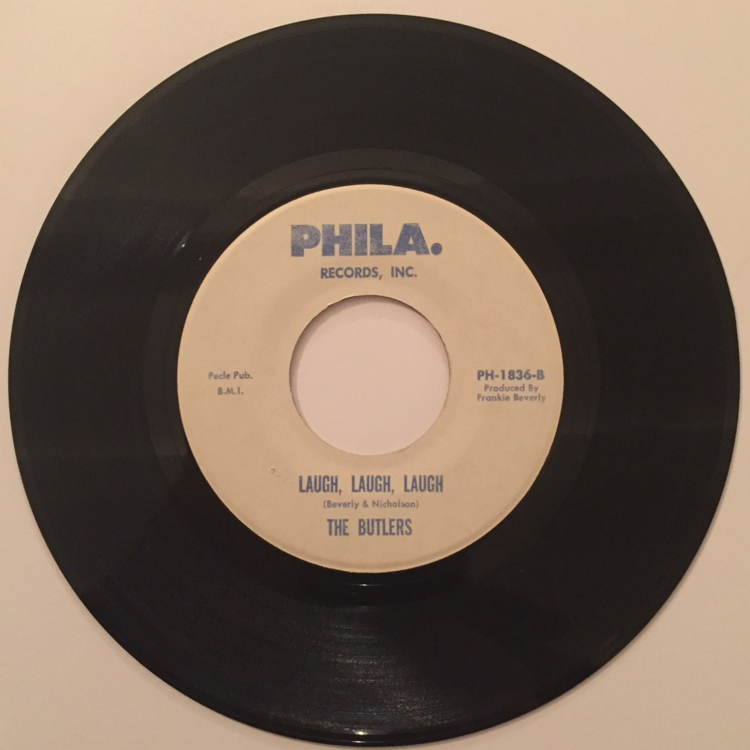 PHILA.
RECORDS, INC.
Pecle Pub.
B.M.I.
PH-1836-B
Produced By
Frankie Beverly
LAUGH, LAUGH, LAUGH
(Beverly & Nicholson)
THE BUTLERS